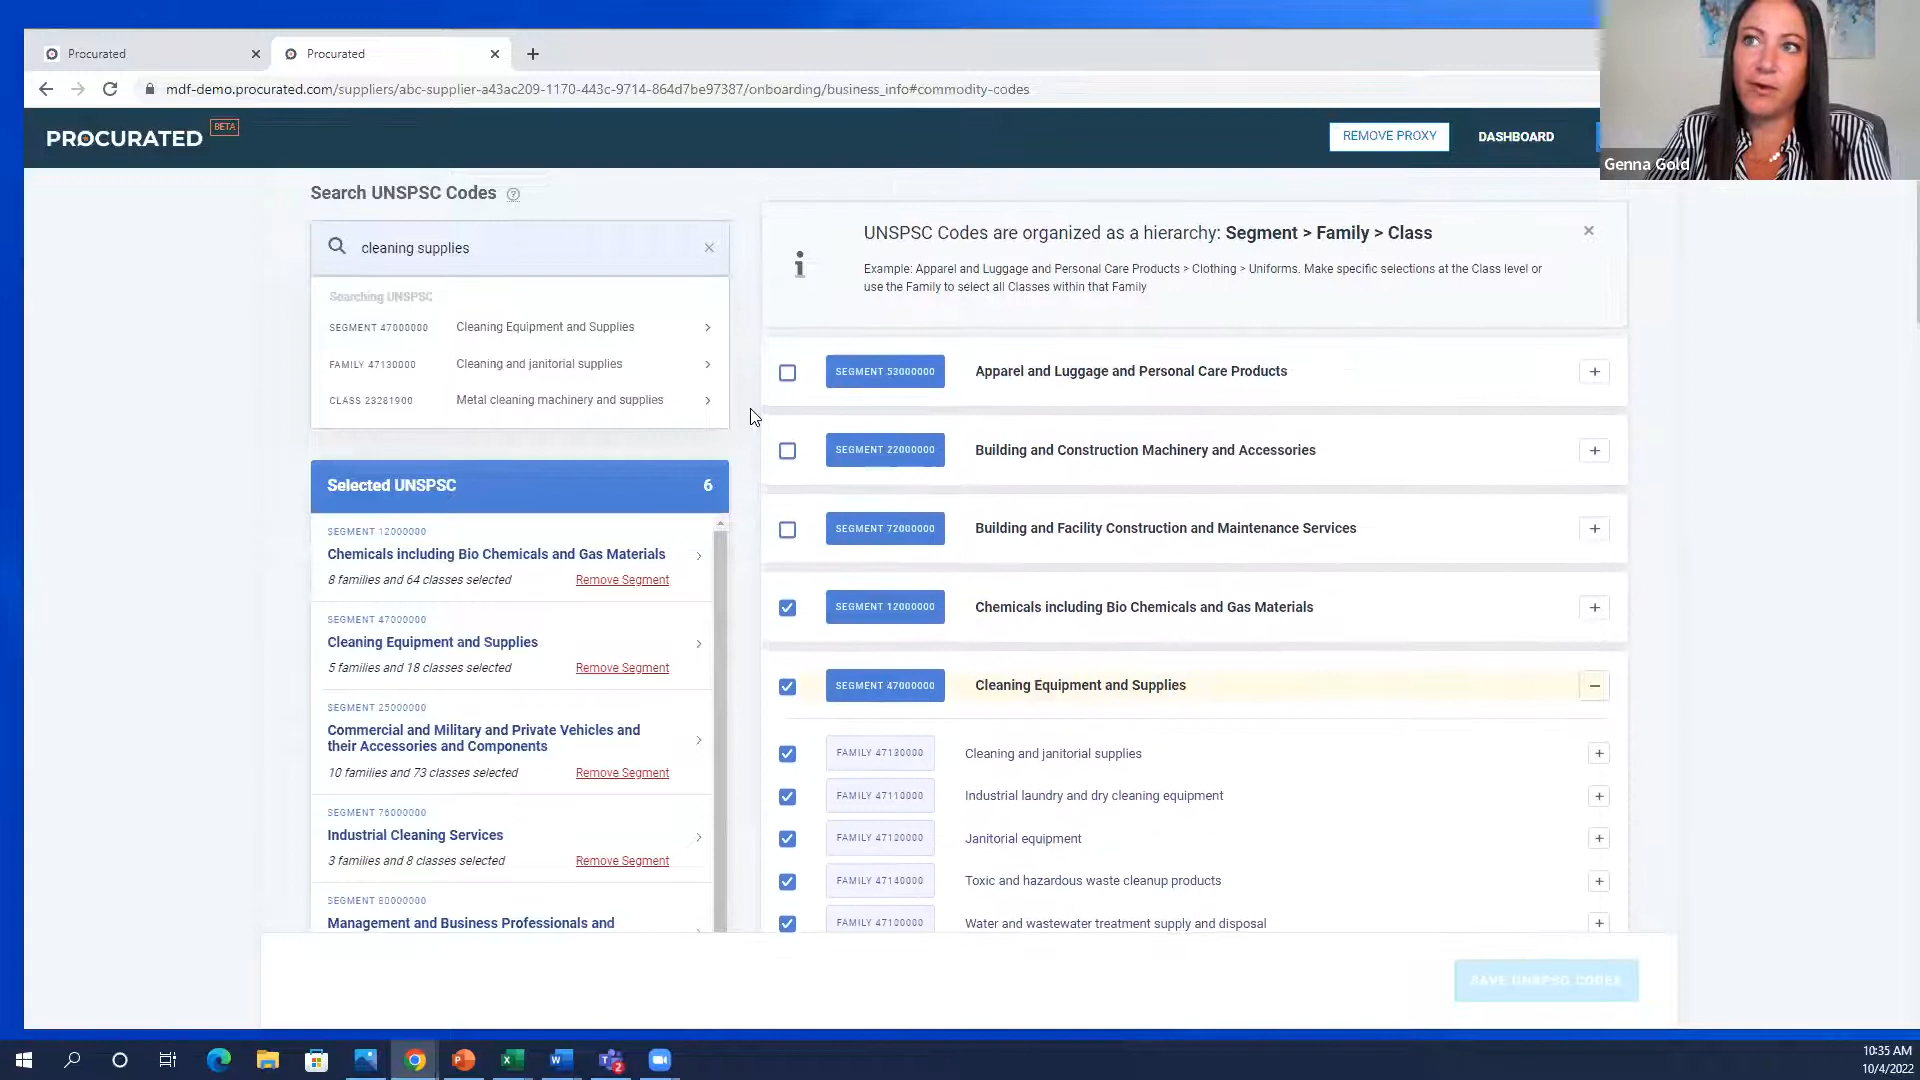 Procurated
Procurated
mdf-demo.procurated.com/suppliers/abc-supplier-a43ac209-1170-443c-9714-864d7be97387/onboarding/business_info#commodity-codes
PROCURATED BETA
REMOVE PROXY
DASHBOARD
Genna Gold
Search UNSPSC Codes
cleaning supplies
Searching UNSPSC
SEGMENT 47000000 Cleaning Equipment and Supplies
FAMILY 47130000 Cleaning and janitorial supplies
CLASS 23281900 Metal cleaning machinery and supplies
Selected UNSPSC 6
SEGMENT 12000000
Chemicals including Bio Chemicals and Gas Materials
8 families and 64 classes selected Remove Segment
SEGMENT 47000000
Cleaning Equipment and Supplies
5 families and 18 classes selected Remove Segment
SEGMENT 25000000
Commercial and Military and Private Vehicles and
their Accessories and Components
10 families and 73 classes selected Remove Segment
SEGMENT 76000000
Industrial Cleaning Services
3 families and 8 classes selected Remove Segment
SEGMENT 80000000
Management and Business Professionals and
UNSPSC Codes are organized as a hierarchy: Segment > Family > Class
Example: Apparel and Luggage and Personal Care Products > Clothing > Uniforms. Make specific selections at the Class level or
use the Family to select all Classes within that Family
SEGMENT 53000000 Apparel and Luggage and Personal Care Products
SEGMENT 22000000 Building and Construction Machinery and Accessories
SEGMENT 72000000 Building and Facility Construction and Maintenance Services
SEGMENT 12000000 Chemicals including Bio Chemicals and Gas Materials
SEGMENT 47000000 Cleaning Equipment and Supplies
FAMILY 47130000 Cleaning and janitorial supplies
FAMILY 47110000 Industrial laundry and dry cleaning equipment
FAMILY 47120000 Janitorial equipment
FAMILY 47140000 Toxic and hazardous waste cleanup products
FAMILY 47100000 Water and wastewater treatment supply and disposal
SAVE UNSPSC CODES
2
10:35 AM
10/4/2022